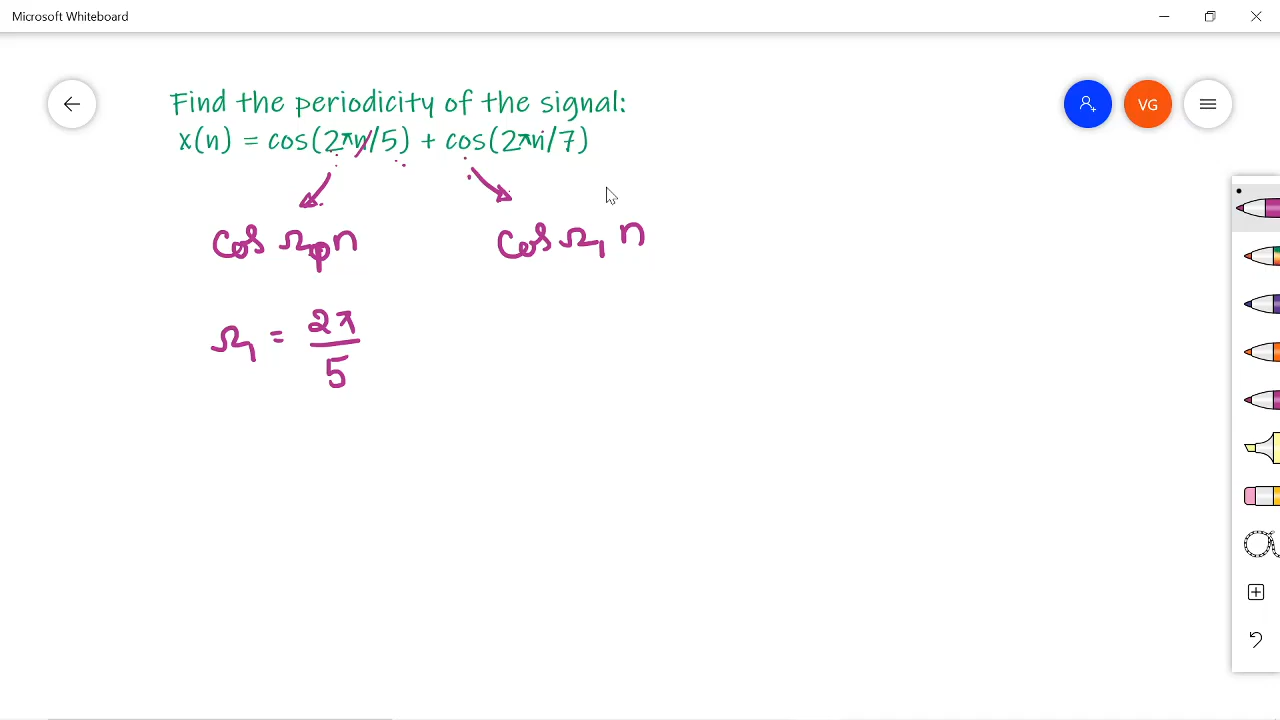 Microsoft Whiteboard
Find the periodicity of the signal:
VG
x(n) = cos(2πn/5) + cos(2πn/7)
cos Ω n cos Ω₁ n
Ω₁ = 2π/5